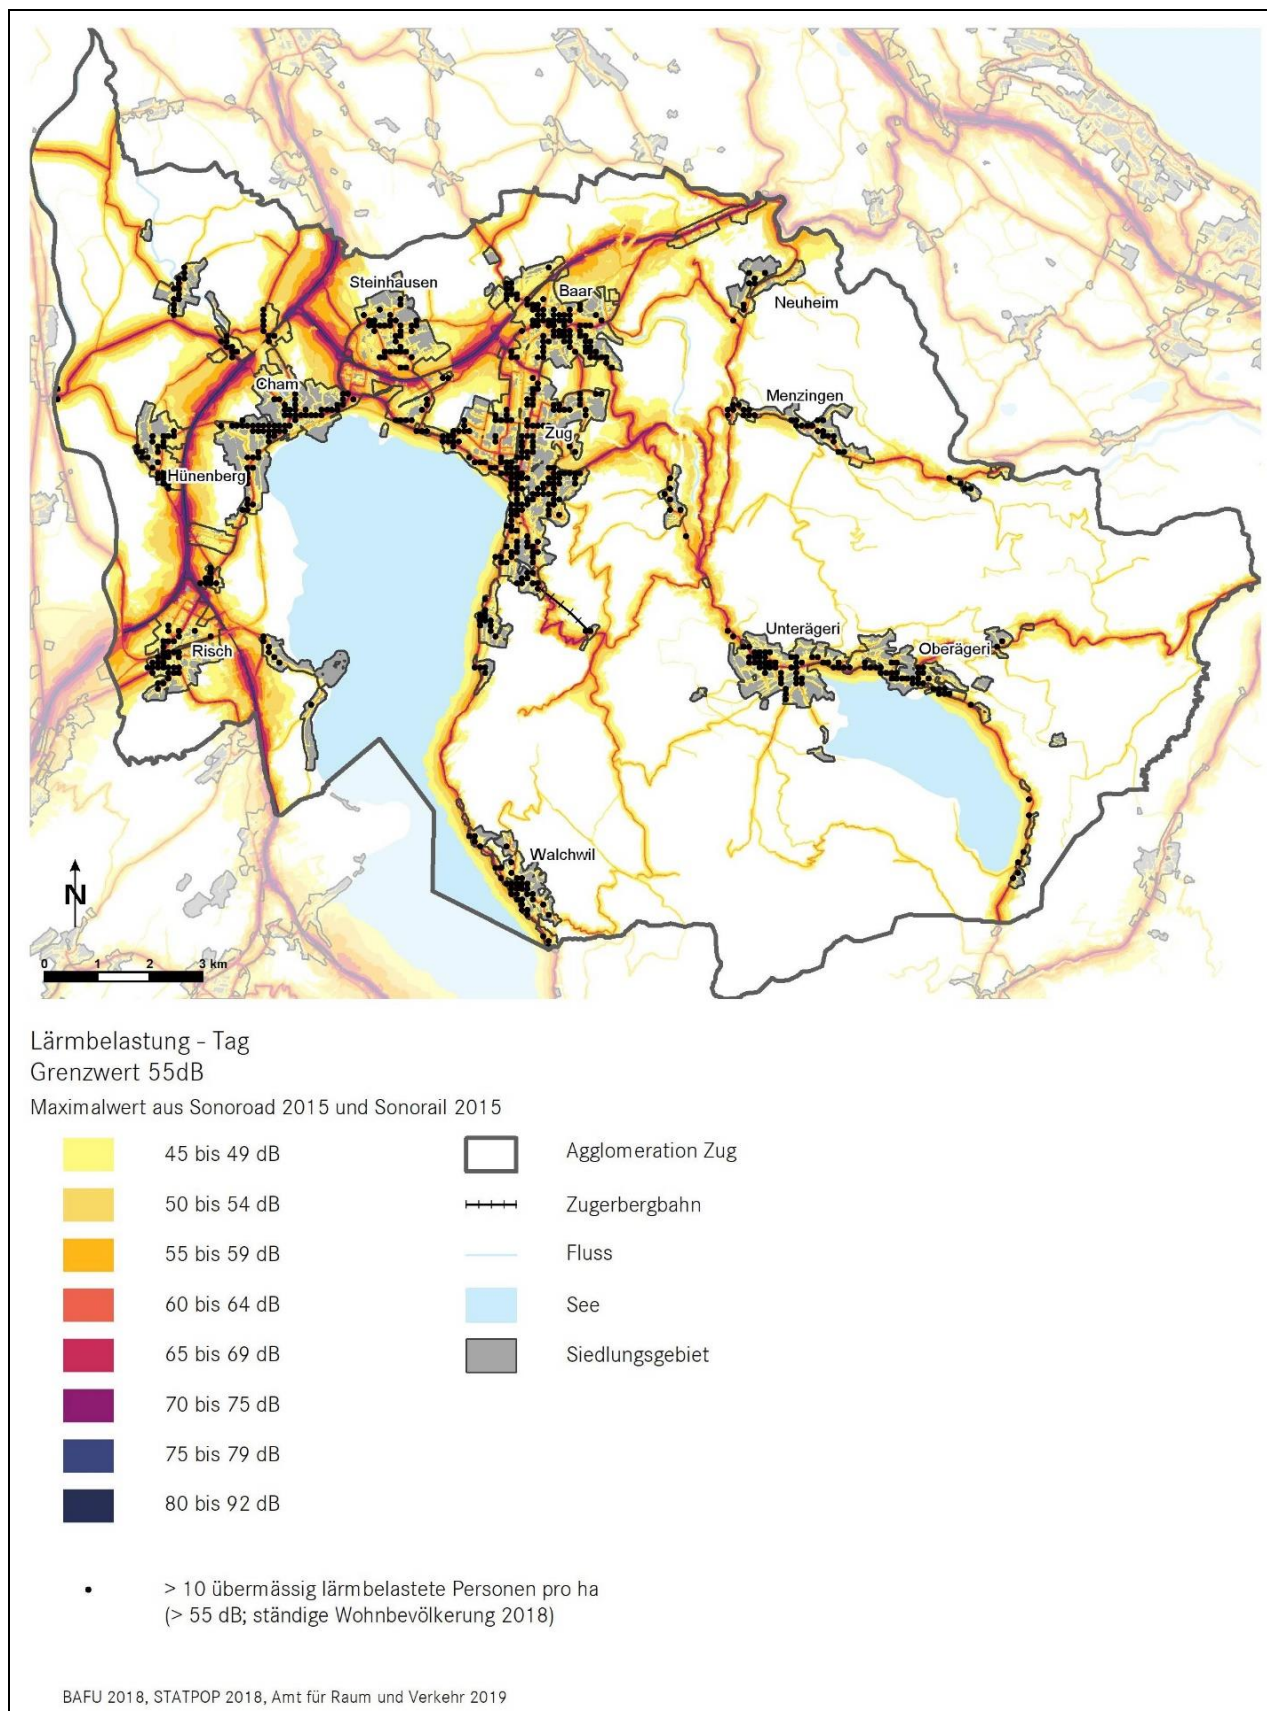 Steinhausen
Baar
Neuheim
Cham
Menzingen
Zug
Hünenberg
Unterägeri
Oberägeri
Risch
Walchwil
N
0 1 2 3 km
Lärmbelastung - Tag
Grenzwert 55dB
Maximalwert aus Sonoroad 2015 und Sonorail 2015
45 bis 49 dB
50 bis 54 dB
55 bis 59 dB
60 bis 64 dB
65 bis 69 dB
70 bis 75 dB
75 bis 79 dB
80 bis 92 dB
Agglomeration Zug
Zugerbergbahn
Fluss
See
Siedlungsgebiet
> 10 übermässig lärmbelastete Personen pro ha
(> 55 dB; ständige Wohnbevölkerung 2018)
BAFU 2018, STATPOP 2018, Amt für Raum und Verkehr 2019